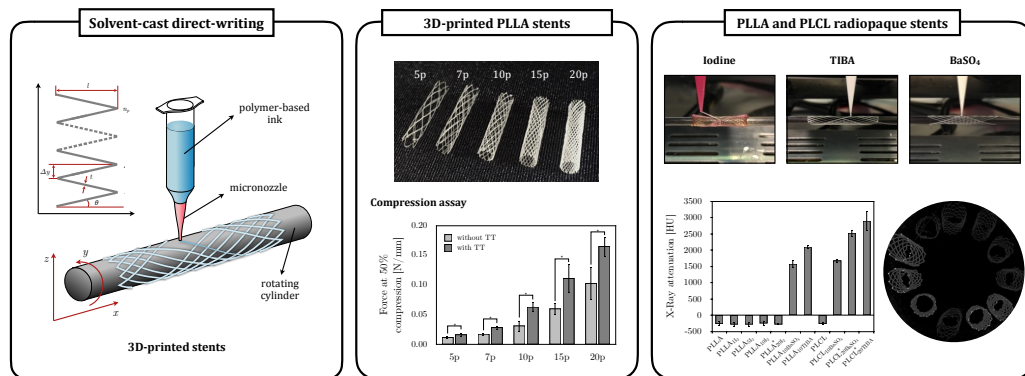 Solvent-cast direct-writing
l
n_p
Δy
t
θ
polymer-based
ink
micronozzle
z
y
x
rotating
cylinder
3D-printed stents
3D-printed PLLA stents
5p 7p 10p 15p 20p
Compression assay
Force at 50%
compression [N/mm]
0.20
0.15
0.10
0.05
0.00
without TT
with TT
5p 7p 10p 15p 20p
PLLA and PLCL radiopaque stents
Iodine TIBA BaSO₄
X-Ray attenuation [HU]
3500
3000
2500
2000
1500
1000
500
0
-500
PLLA
PLCL